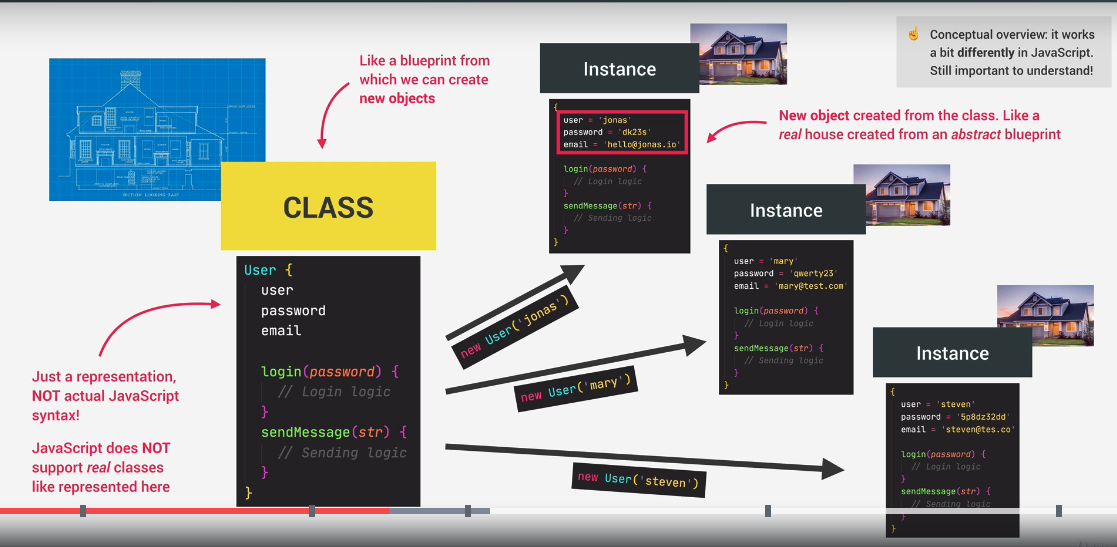 Like a blueprint from
which we can create
new objects
CLASS
User {
user
password
email
login(password) {
// Login logic
}
sendMessage(str) {
// Sending logic
}
}
Just a representation,
NOT actual JavaScript
syntax!
JavaScript does NOT
support real classes
like represented here
new User('jonas')
new User('mary')
new User('steven')
Instance
{
user = 'jonas'
password = 'dk23s'
email = 'hello@jonas.io'
login(password) {
// Login logic
}
sendMessage(str) {
// Sending logic
}
}
☝ Conceptual overview: it works
a bit differently in JavaScript.
Still important to understand!
New object created from the class. Like a
real house created from an abstract blueprint
Instance
{
user = 'mary'
password = 'qwerty23'
email = 'mary@test.com'
login(password) {
// Login logic
}
sendMessage(str) {
// Sending logic
}
}
Instance
{
user = 'steven'
password = '5p8dz32dd'
email = 'steven@tes.co'
login(password) {
// Login logic
}
sendMessage(str) {
// Sending logic
}
}